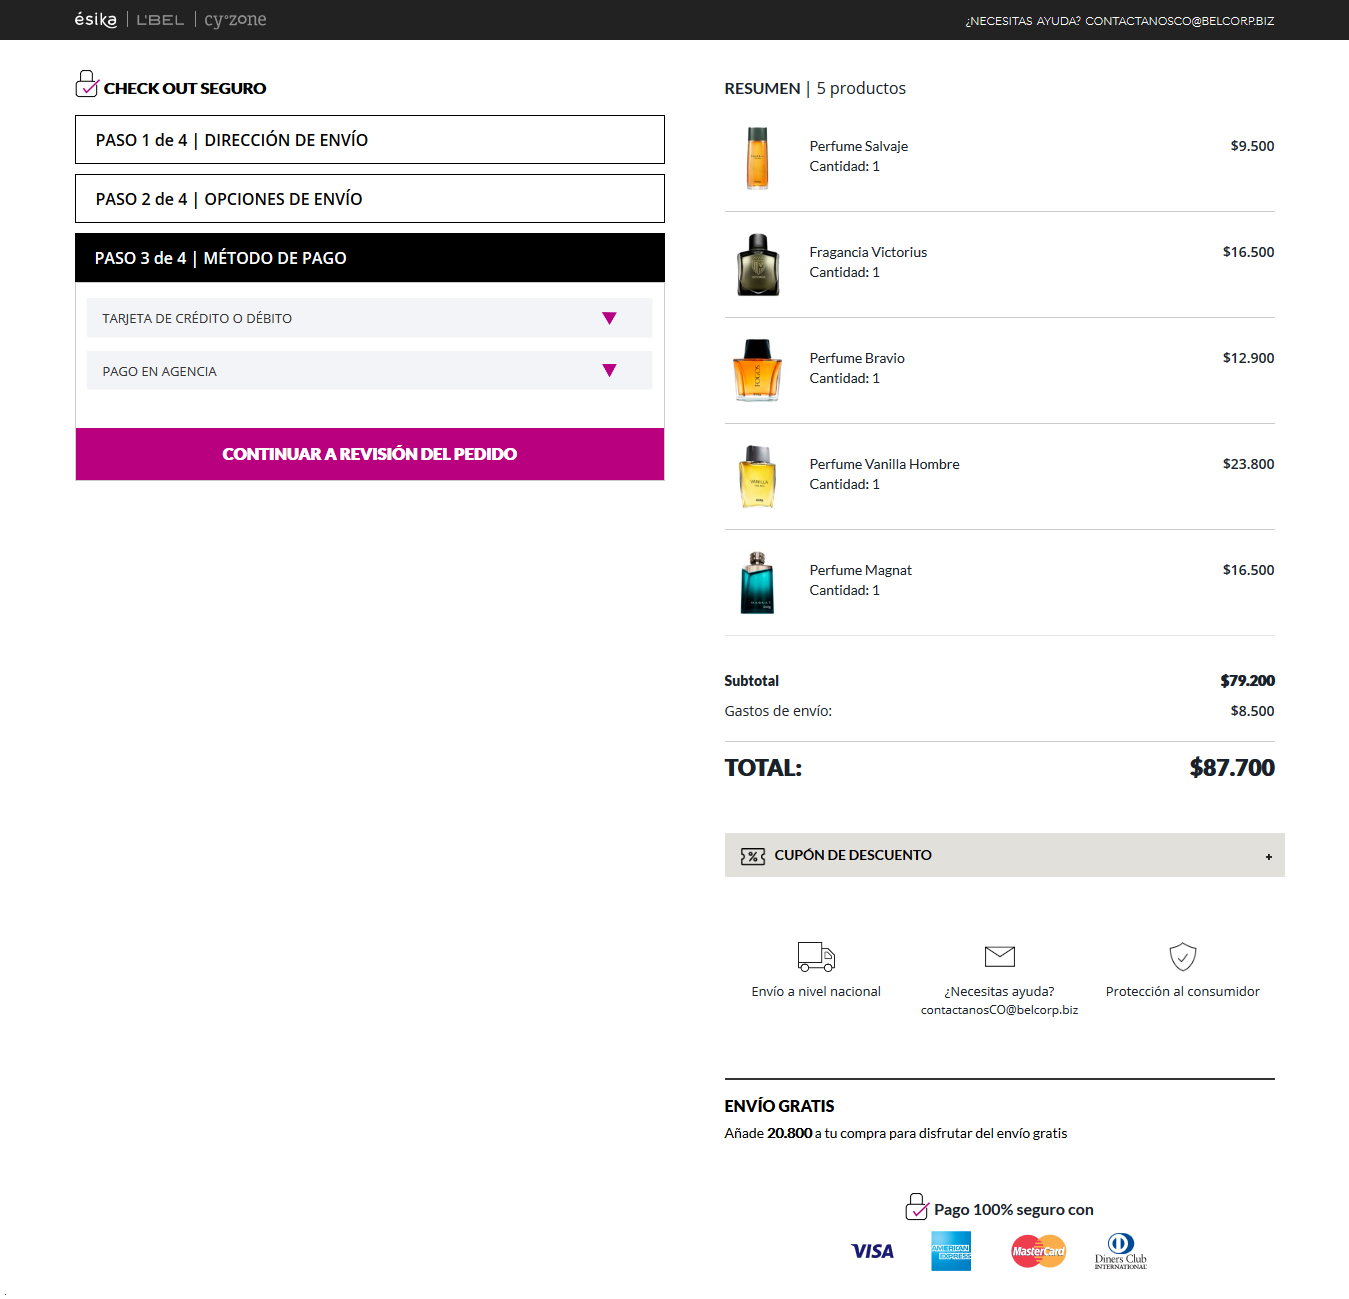 ésika | L'BEL | cy°zone
¿NECESITAS AYUDA? CONTACTANOSCO@BELCORP.BIZ
CHECK OUT SEGURO
PASO 1 de 4 | DIRECCIÓN DE ENVÍO
PASO 2 de 4 | OPCIONES DE ENVÍO
PASO 3 de 4 | MÉTODO DE PAGO
TARJETA DE CRÉDITO O DÉBITO
PAGO EN AGENCIA
CONTINUAR A REVISIÓN DEL PEDIDO
RESUMEN | 5 productos
Perfume Salvaje
Cantidad: 1
$9.500
Fragancia Victorius
Cantidad: 1
$16.500
FOGOS
Perfume Bravio
Cantidad: 1
$12.900
VANILLA
Perfume Vanilla Hombre
Cantidad: 1
$23.800
MAGNAT
Perfume Magnat
Cantidad: 1
$16.500
Subtotal
$79.200
Gastos de envío:
$8.500
TOTAL:
$87.700
CUPÓN DE DESCUENTO
+
Envío a nivel nacional
¿Necesitas ayuda?
contactanosCO@belcorp.biz
Protección al consumidor
ENVÍO GRATIS
Añade 20.800 a tu compra para disfrutar del envío gratis
Pago 100% seguro con
VISA
AMERICAN
EXPRESS
MasterCard
Diners Club
INTERNATIONAL